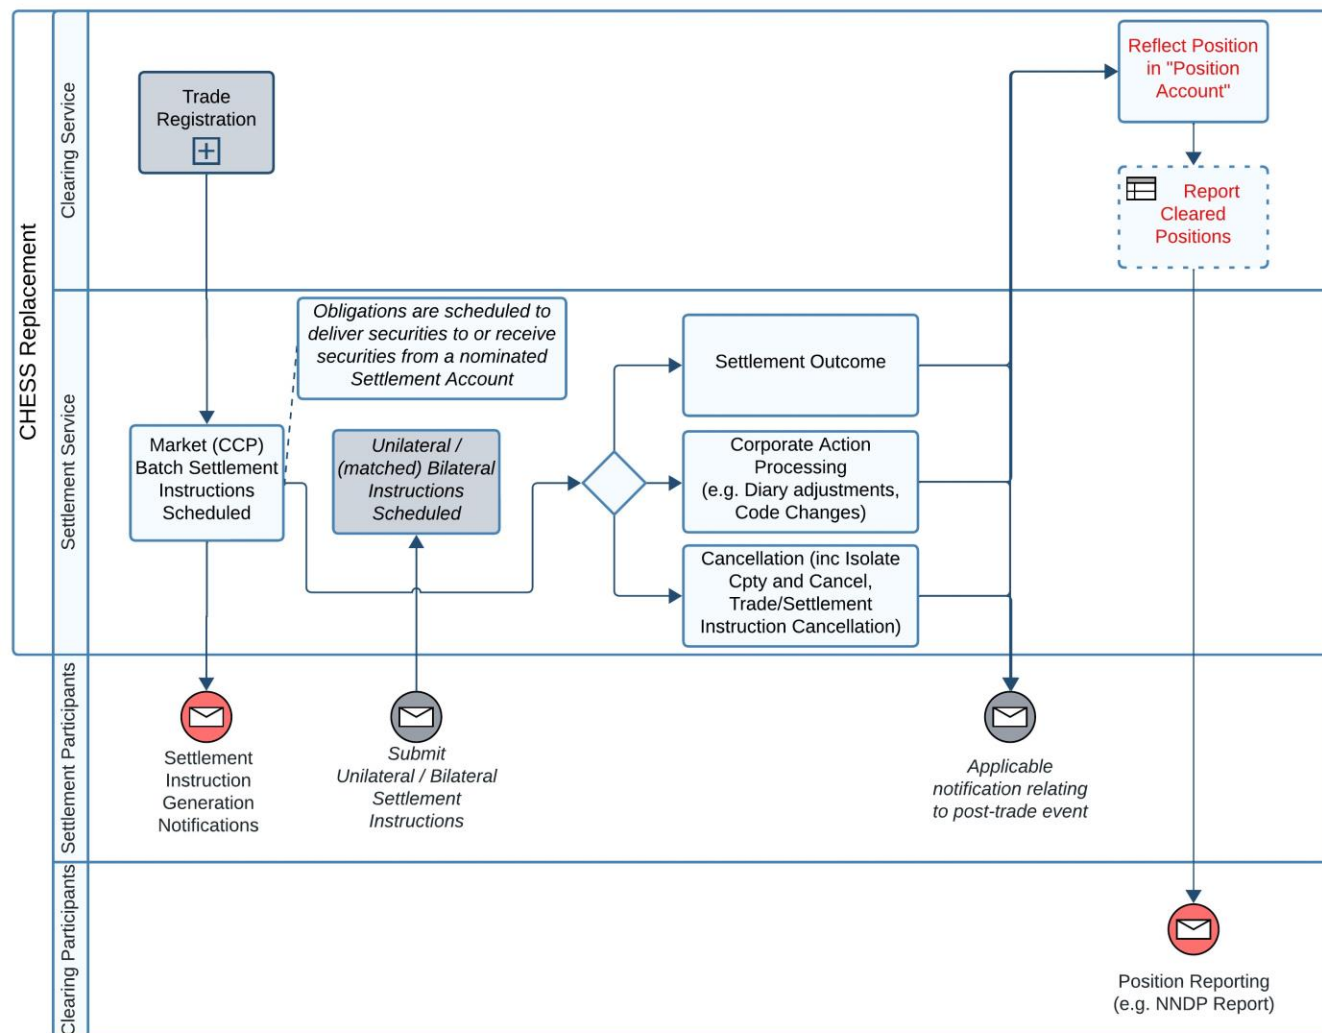 CHESS Replacement
Clearing Service
Trade
Registration
Reflect Position
in "Position
Account"
Report
Cleared
Positions
Settlement Service
Obligations are scheduled to
deliver securities to or receive
securities from a nominated
Settlement Account
Market (CCP)
Batch Settlement
Instructions
Scheduled
Unilateral /
(matched) Bilateral
Instructions
Scheduled
Settlement Outcome
Corporate Action
Processing
(e.g. Diary adjustments,
Code Changes)
Cancellation (inc Isolate
Cpty and Cancel,
Trade/Settlement
Instruction Cancellation)
Settlement Participants
Settlement
Instruction
Generation
Notifications
Submit
Unilateral / Bilateral
Settlement
Instructions
Applicable
notification relating
to post-trade event
Clearing Participants
Position Reporting
(e.g. NNDP Report)